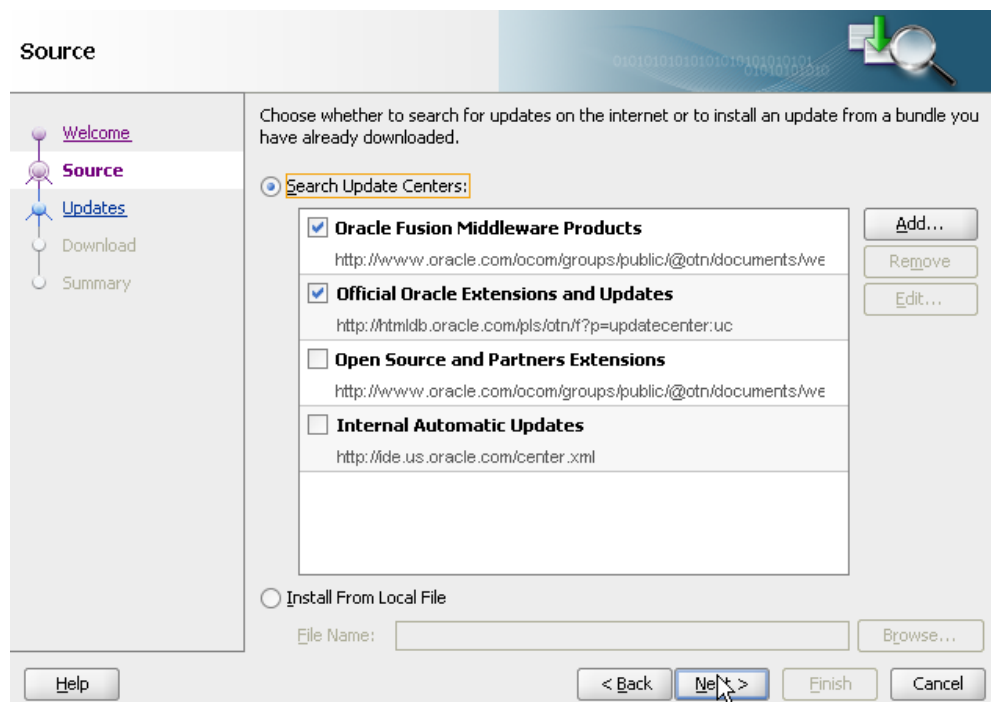 Source
010101010101010101010101
01010101010
Welcome
Source
Updates
Download
Summary
Choose whether to search for updates on the internet or to install an update from a bundle you
have already downloaded.
Search Update Centers:
Oracle Fusion Middleware Products
http://www.oracle.com/ocom/groups/public/@otn/documents/we
Official Oracle Extensions and Updates
http://htmldb.oracle.com/pls/otn/f?p=updatecenter:uc
Open Source and Partners Extensions
http://www.oracle.com/ocom/groups/public/@otn/documents/we
Internal Automatic Updates
http://ide.us.oracle.com/center.xml
Add...
Remove
Edit...
Install From Local File
File Name:
Browse...
Help
< Back
Next >
Finish
Cancel